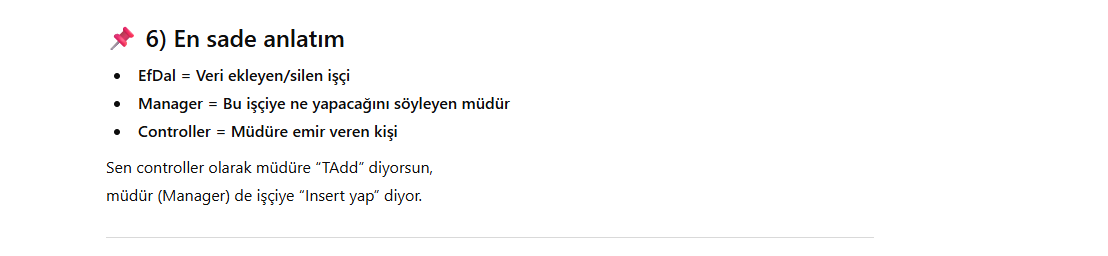 📌 6) En sade anlatım
• EfDal = Veri ekleyen/silen işçi
• Manager = Bu işçiye ne yapacağını söyleyen müdür
• Controller = Müdüre emir veren kişi
Sen controller olarak müdüre “TAdd” diyorsun,
müdür (Manager) de işçiye “Insert yap” diyor.